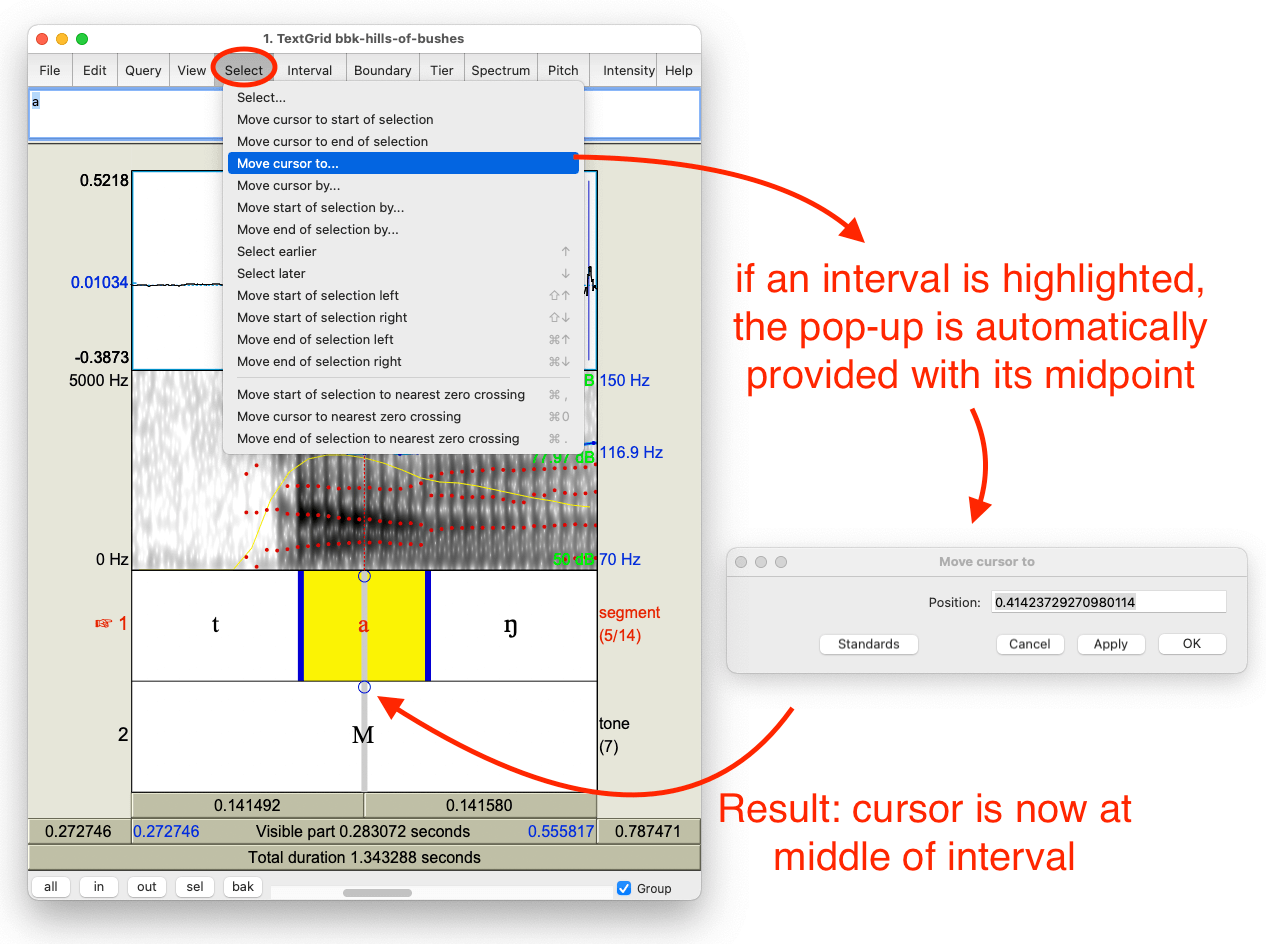 1. TextGrid bbk-hills-of-bushes
File Edit Query View Select Interval Boundary Tier Spectrum Pitch Intensity Help
a
Select...
Move cursor to start of selection
Move cursor to end of selection
Move cursor to...
Move cursor by...
Move start of selection by...
Move end of selection by...
Select earlier ↑
Select later ↓
Move start of selection left ⇧↑
Move start of selection right ⇧↓
Move end of selection left ⌘↑
Move end of selection right ⌘↓
Move start of selection to nearest zero crossing ⌘ ,
Move cursor to nearest zero crossing ⌘0
Move end of selection to nearest zero crossing ⌘ .
0.5218
0.01034
-0.3873
5000 Hz
150 Hz
116.9 Hz
0 Hz
50 dB
70 Hz
☞ 1
t
a
ŋ
segment
(5/14)
2
M
tone
(7)
0.141492 0.141580
0.272746 0.272746 Visible part 0.283072 seconds 0.555817 0.787471
Total duration 1.343288 seconds
all in out sel bak Group
if an interval is highlighted,
the pop-up is automatically
provided with its midpoint
Move cursor to
Position: 0.41423729270980114
Standards Cancel Apply OK
Result: cursor is now at
middle of interval